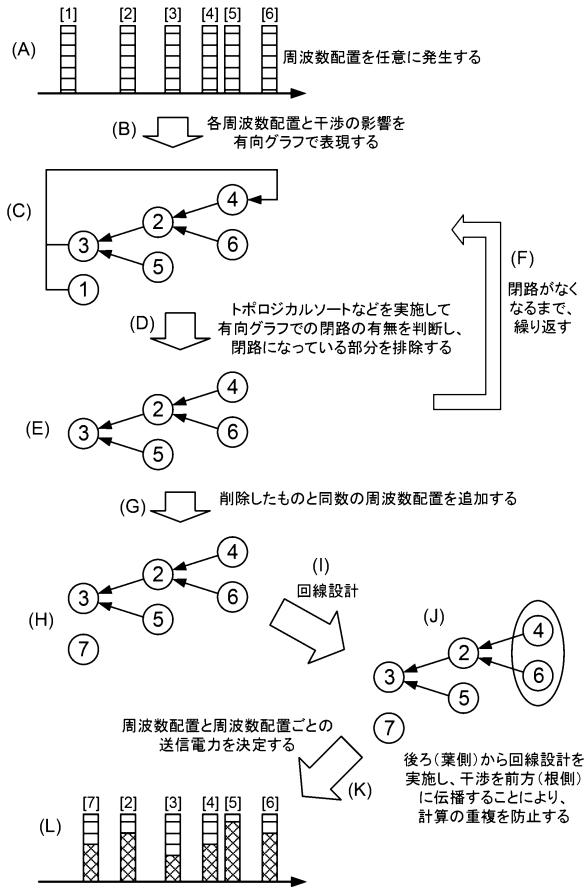 [1] [2] [3] [4] [5] [6]
(A)
周波数配置を任意に発生する
(B)
各周波数配置と干渉の影響を
有向グラフで表現する
(C)
4
2
3
6
5
1
(F)
閉路がなく
なるまで、
繰り返す
(D)
トポロジカルソートなどを実施して
有向グラフでの閉路の有無を判断し、
閉路になっている部分を排除する
(E)
4
2
3
6
5
(G)
削除したものと同数の周波数配置を追加する
(H)
4
2
3
6
5
7
(I)
回線設計
(J)
4
2
3
6
5
7
後ろ(葉側)から回線設計を
実施し、干渉を前方(根側)
に伝播することにより、
計算の重複を防止する
周波数配置と周波数配置ごとの
送信電力を決定する
(K)
(L)
[7] [2] [3] [4] [5] [6]